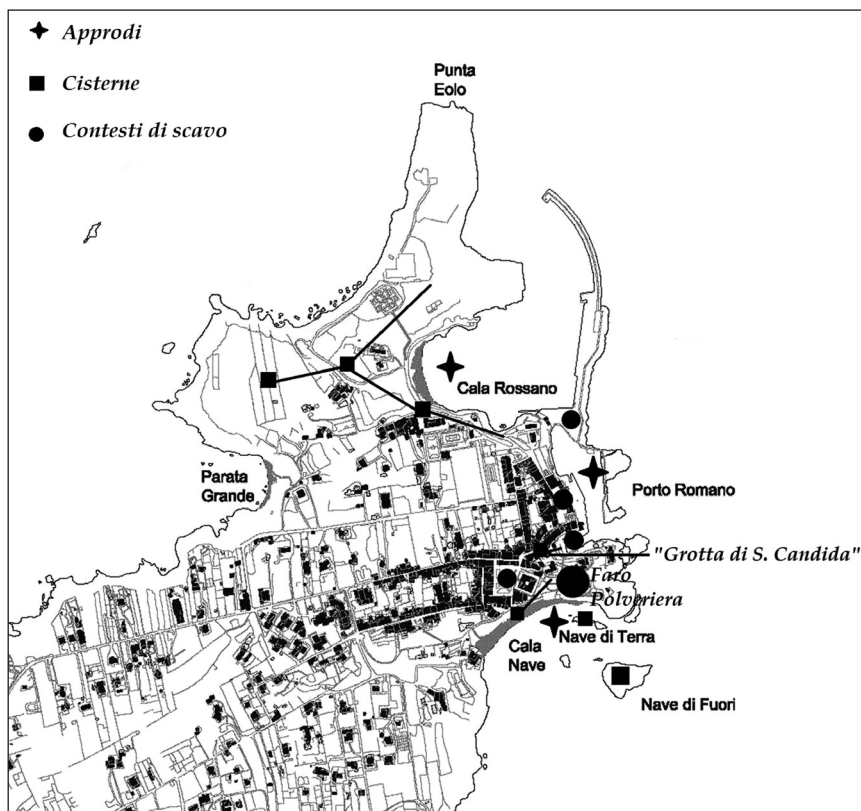 Approdi
Cisterne
Contesti di scavo
Punta
Eolo
Cala Rossano
Parata
Grande
Porto Romano
"Grotta di S. Candida"
Faro
Polveriera
Nave di Terra
Cala
Nave
Nave di Fuori